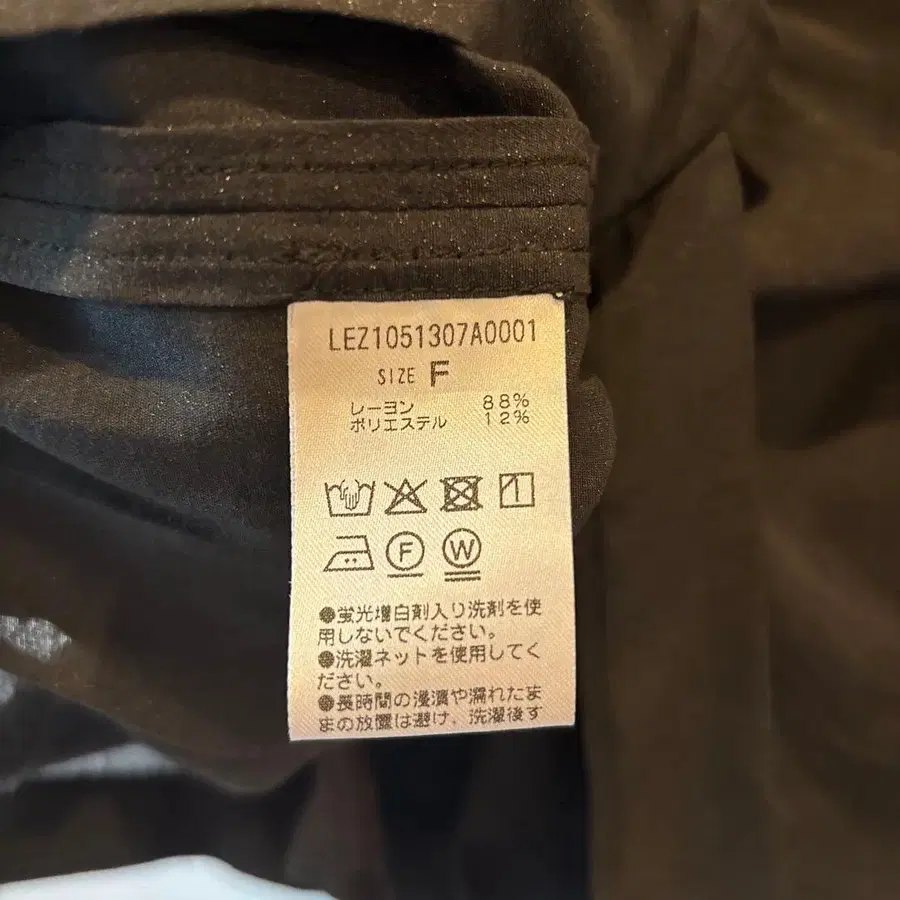 LEZ1051307A0001
SIZE F
レーヨン 88%
ポリエステル 12%
F W
●蛍光増白剤入り洗剤を使
用しないでください。
●洗濯ネットを使用してく
ださい。
●長時間の浸漬や濡れたま
まの放置は避け、洗濯後す